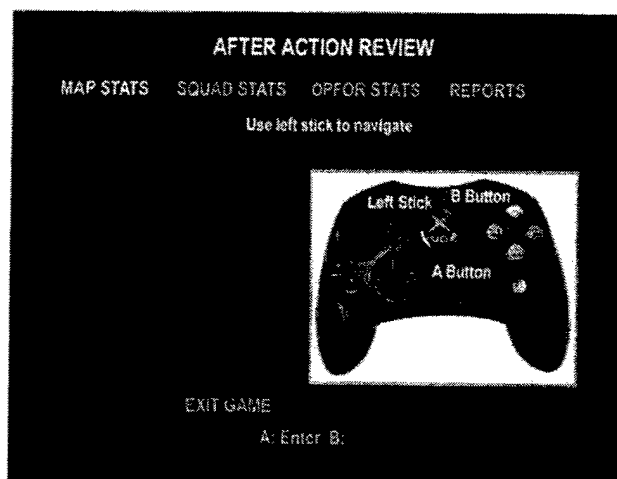 AFTER ACTION REVIEW
MAP STATS SQUAD STATS OPFOR STATS REPORTS
Use left stick to navigate
Left Stick B Button
A Button
EXIT GAME
A: Enter B: